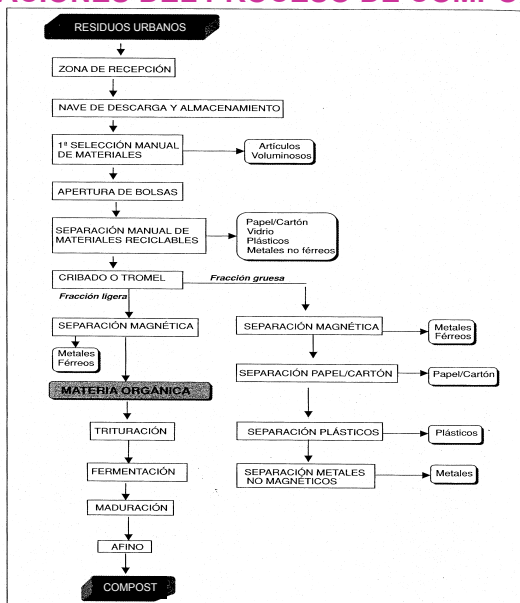 RESIDUOS URBANOS
ZONA DE RECEPCIÓN
NAVE DE DESCARGA Y ALMACENAMIENTO
1ª SELECCIÓN MANUAL
DE MATERIALES
Artículos
Voluminosos
APERTURA DE BOLSAS
SEPARACIÓN MANUAL DE
MATERIALES RECICLABLES
Papel/Cartón
Vidrio
Plásticos
Metales no férreos
CRIBADO O TROMEL
Fracción gruesa
Fracción ligera
SEPARACIÓN MAGNÉTICA
Metales
Férreos
SEPARACIÓN MAGNÉTICA
Metales
Férreos
SEPARACIÓN PAPEL/CARTÓN
Papel/Cartón
MATERIA ORGÁNICA
TRITURACIÓN
SEPARACIÓN PLÁSTICOS
Plásticos
FERMENTACIÓN
SEPARACIÓN METALES
NO MAGNÉTICOS
Metales
MADURACIÓN
AFINO
COMPOST